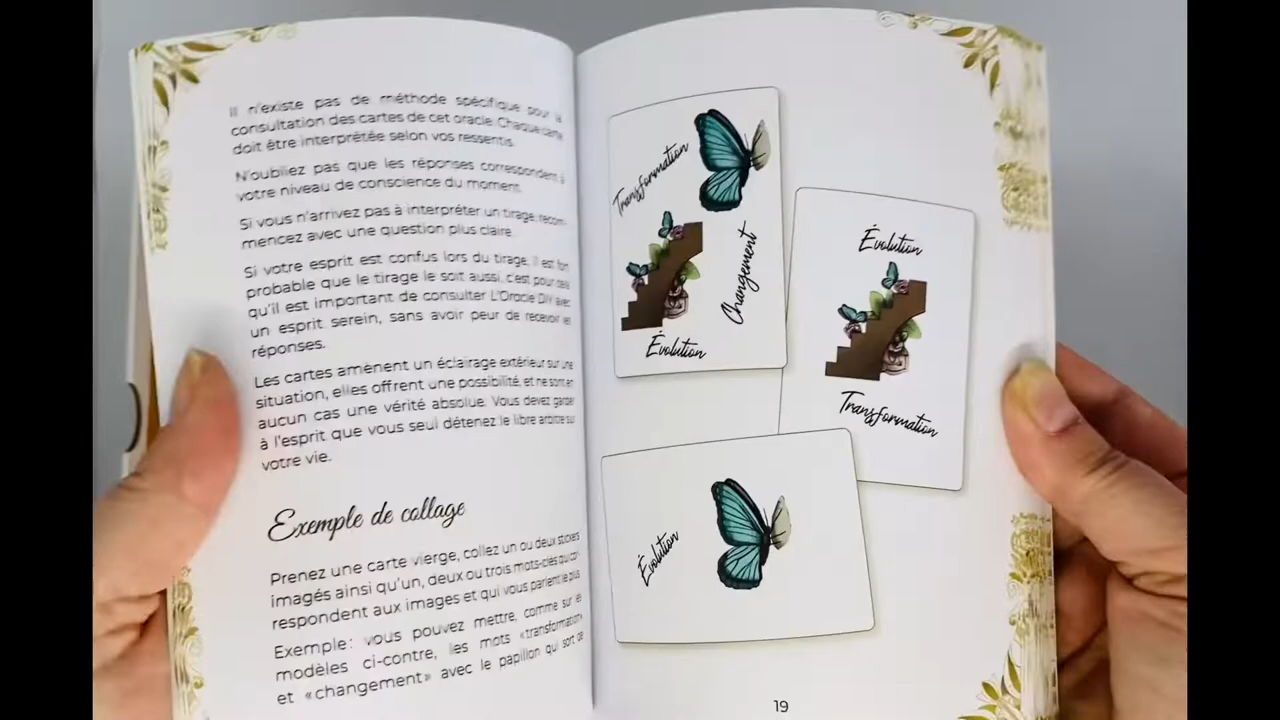 Il n'existe pas de méthode spécifique pour la
consultation des cartes de cet oracle. Chaque carte
doit être interprétée selon vos ressentis.
N'oubliez pas que les réponses correspondent à
votre niveau de conscience du moment.
Si vous n'arrivez pas à interpréter un tirage, recom-
mencez avec une question plus claire.
Si votre esprit est confus lors du tirage, il est fort
probable que le tirage le soit aussi, c'est pour cela
qu'il est important de consulter L'Oracle DIY avec
un esprit serein, sans avoir peur de recevoir les
réponses.
Les cartes amènent un éclairage extérieur sur une
situation, elles offrent une possibilité, et ne sont en
aucun cas une vérité absolue. Vous devez garder
à l'esprit que vous seul détenez le libre arbitre sur
votre vie.
Exemple de collage
Prenez une carte vierge, collez un ou deux stickers
imagés ainsi qu'un, deux ou trois mots-clés qui cor-
respondent aux images et qui vous parlent le plus
Exemple : vous pouvez mettre, comme sur les
modèles ci-contre, les mots «transformation»
et «changement» avec le papillon qui sort de
Transformation
Changement
Évolution
Évolution
Transformation
Évolution
19